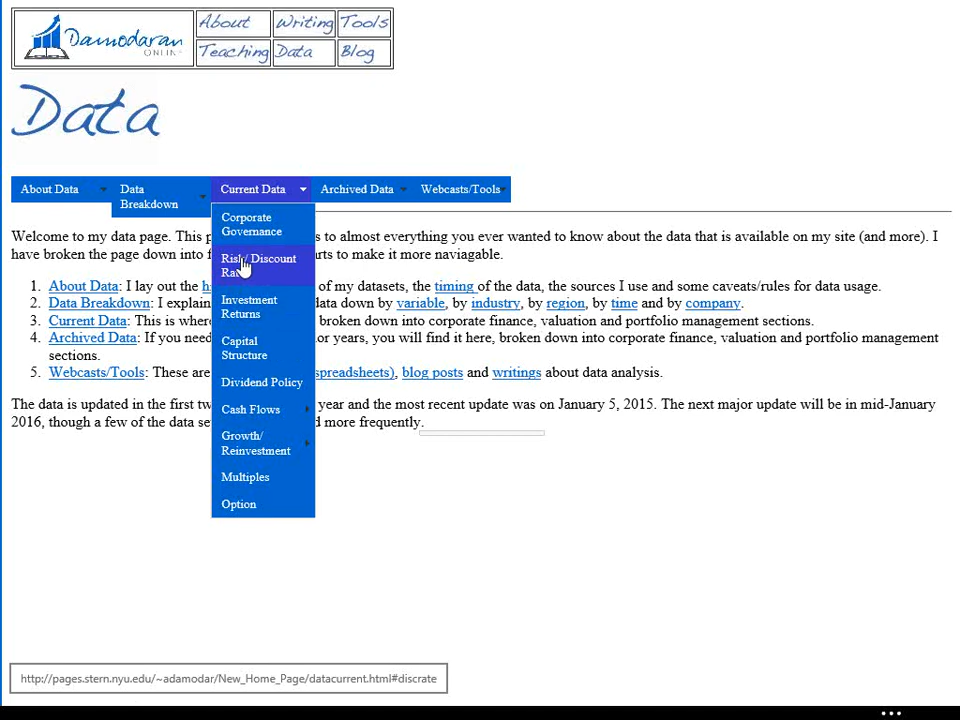 Damodaran
ONLINE
About Writing Tools
Teaching Data Blog
Data
About Data
Data
Breakdown
Current Data
Archived Data
Webcasts/Tools
Corporate
Governance
Risk/ Discount
Investment
Returns
Capital
Structure
Dividend Policy
Cash Flows
Growth/
Reinvestment
Multiples
Option
Welcome to my data page. This to almost everything you ever wanted to know about the data that is available on my site (and more). I
have broken the page down into to make it more naviagable.
1. About Data: I lay out the of my datasets, the timing of the data, the sources I use and some caveats/rules for data usage.
2. Data Breakdown: I explain data down by variable, by industry, by region, by time and by company.
3. Current Data: This is broken down into corporate finance, valuation and portfolio management sections.
4. Archived Data: If you need years, you will find it here, broken down into corporate finance, valuation and portfolio management
sections.
5. Webcasts/Tools: These are spreadsheets), blog posts and writings about data analysis.
The data is updated in the first year and the most recent update was on January 5, 2015. The next major update will be in mid-January
2016, though a few of the data more frequently.
http://pages.stern.nyu.edu/~adamodar/New_Home_Page/datacurrent.html#discrate